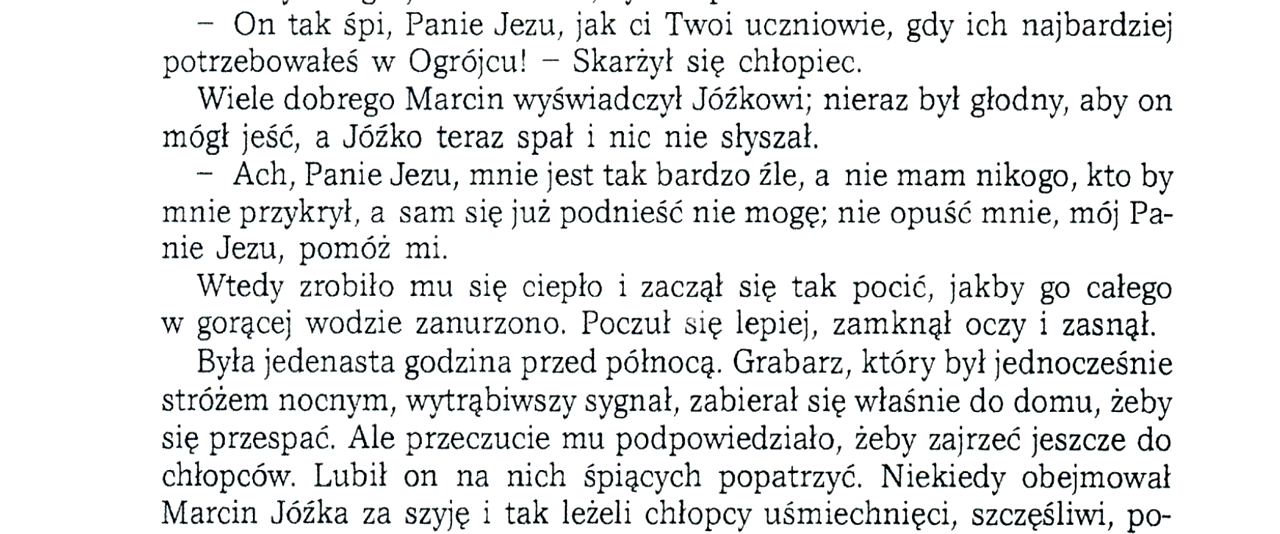 – On tak śpi, Panie Jezu, jak ci Twoi uczniowie, gdy ich najbardziej
potrzebowałeś w Ogrójcu! – Skarżył się chłopiec.
Wiele dobrego Marcin wyświadczył Jóźkowi; nieraz był głodny, aby on
mógł jeść, a Jóźko teraz spał i nic nie słyszał.
– Ach, Panie Jezu, mnie jest tak bardzo źle, a nie mam nikogo, kto by
mnie przykrył, a sam się już podnieść nie mogę; nie opuść mnie, mój Pa-
nie Jezu, pomóż mi.
Wtedy zrobiło mu się ciepło i zaczął się tak pocić, jakby go całego
w gorącej wodzie zanurzono. Poczuł się lepiej, zamknął oczy i zasnął.
Była jedenasta godzina przed północą. Grabarz, który był jednocześnie
stróżem nocnym, wytrąbiwszy sygnał, zabierał się właśnie do domu, żeby
się przespać. Ale przeczucie mu podpowiedziało, żeby zajrzeć jeszcze do
chłopców. Lubił on na nich śpiących popatrzyć. Niekiedy obejmował
Marcin Jóźka za szyję i tak leżeli chłopcy uśmiechnięci, szczęśliwi, po-